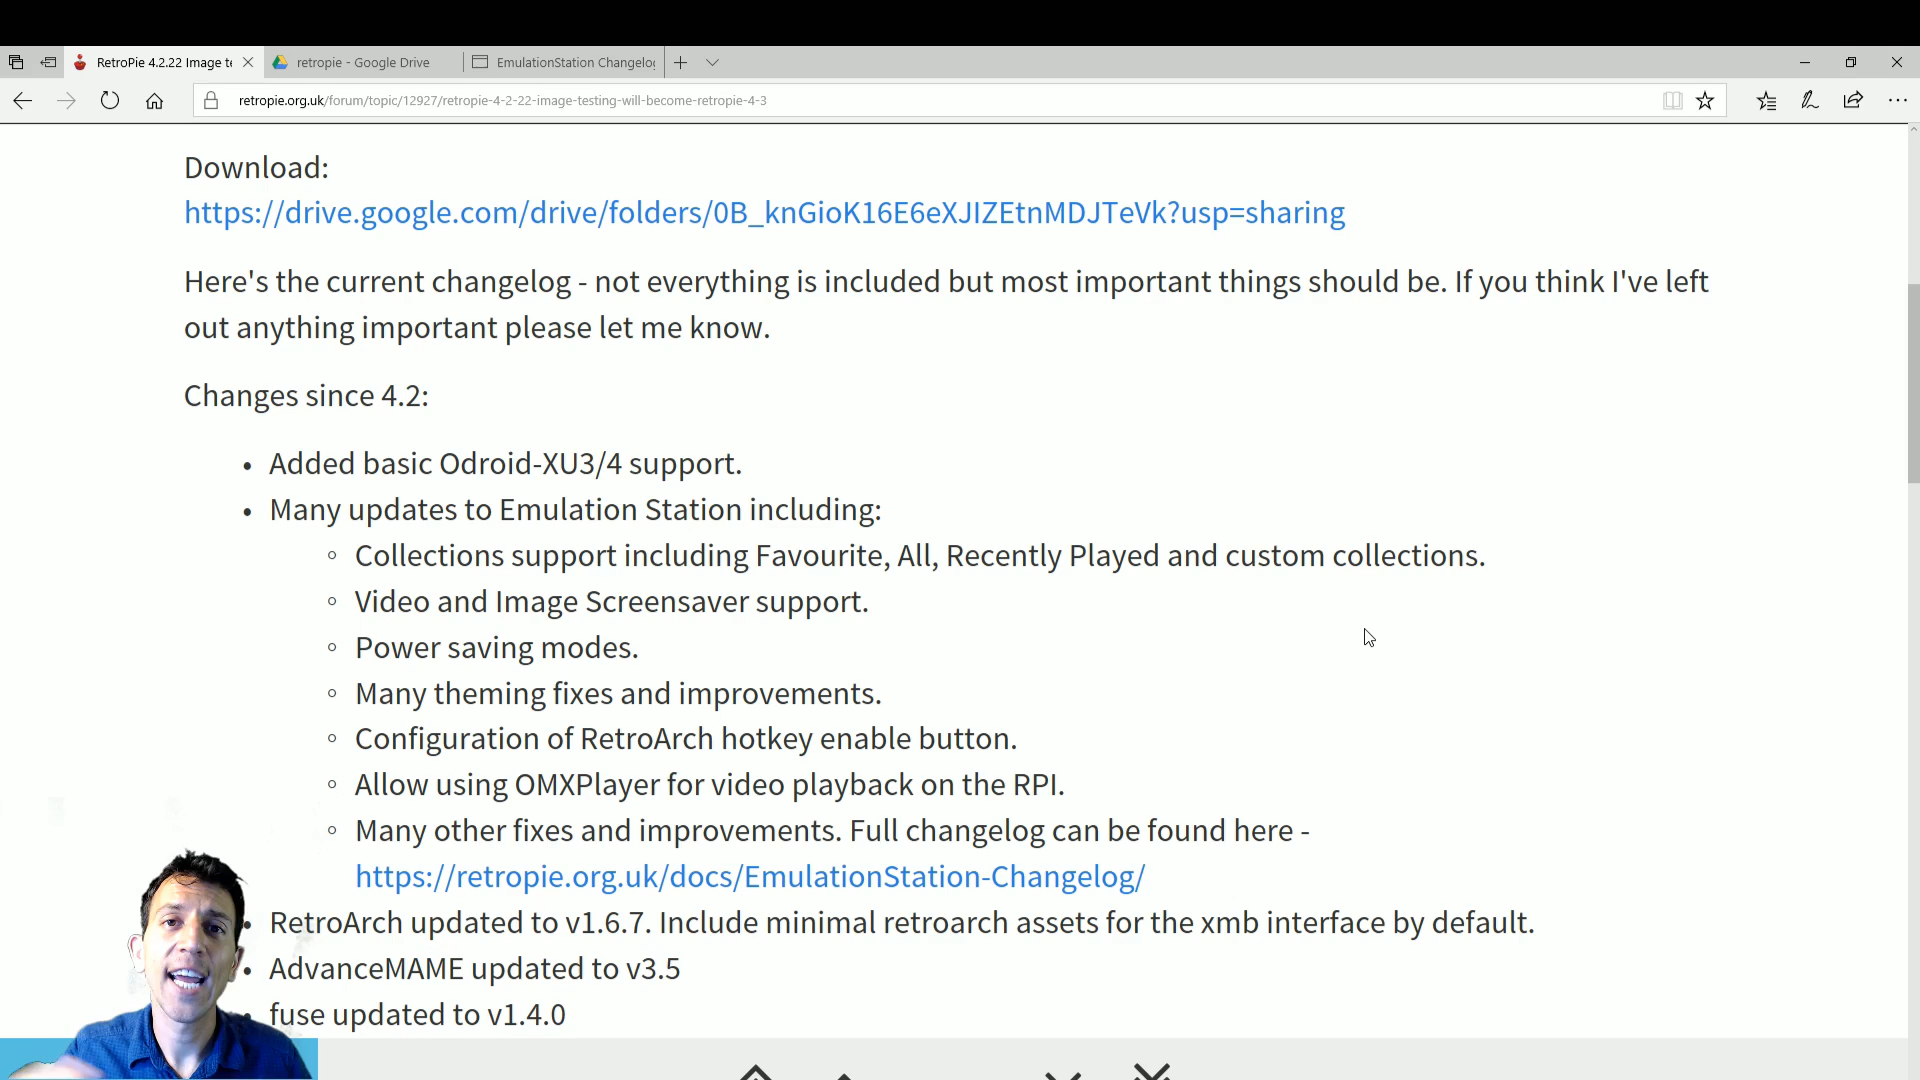 RetroPie 4.2.22 Image te
retropie - Google Drive
EmulationStation Changelog
retropie.org.uk/forum/topic/12927/retropie-4-2-22-image-testing-will-become-retropie-4-3
Download:
https://drive.google.com/drive/folders/0B_knGioK16E6eXJIZEtnMDJTeVk?usp=sharing
Here's the current changelog - not everything is included but most important things should be. If you think I've left
out anything important please let me know.
Changes since 4.2:
• Added basic Odroid-XU3/4 support.
• Many updates to Emulation Station including:
◦ Collections support including Favourite, All, Recently Played and custom collections.
◦ Video and Image Screensaver support.
◦ Power saving modes.
◦ Many theming fixes and improvements.
◦ Configuration of RetroArch hotkey enable button.
◦ Allow using OMXPlayer for video playback on the RPI.
◦ Many other fixes and improvements. Full changelog can be found here -
https://retropie.org.uk/docs/EmulationStation-Changelog/
• RetroArch updated to v1.6.7. Include minimal retroarch assets for the xmb interface by default.
• AdvanceMAME updated to v3.5
• fuse updated to v1.4.0